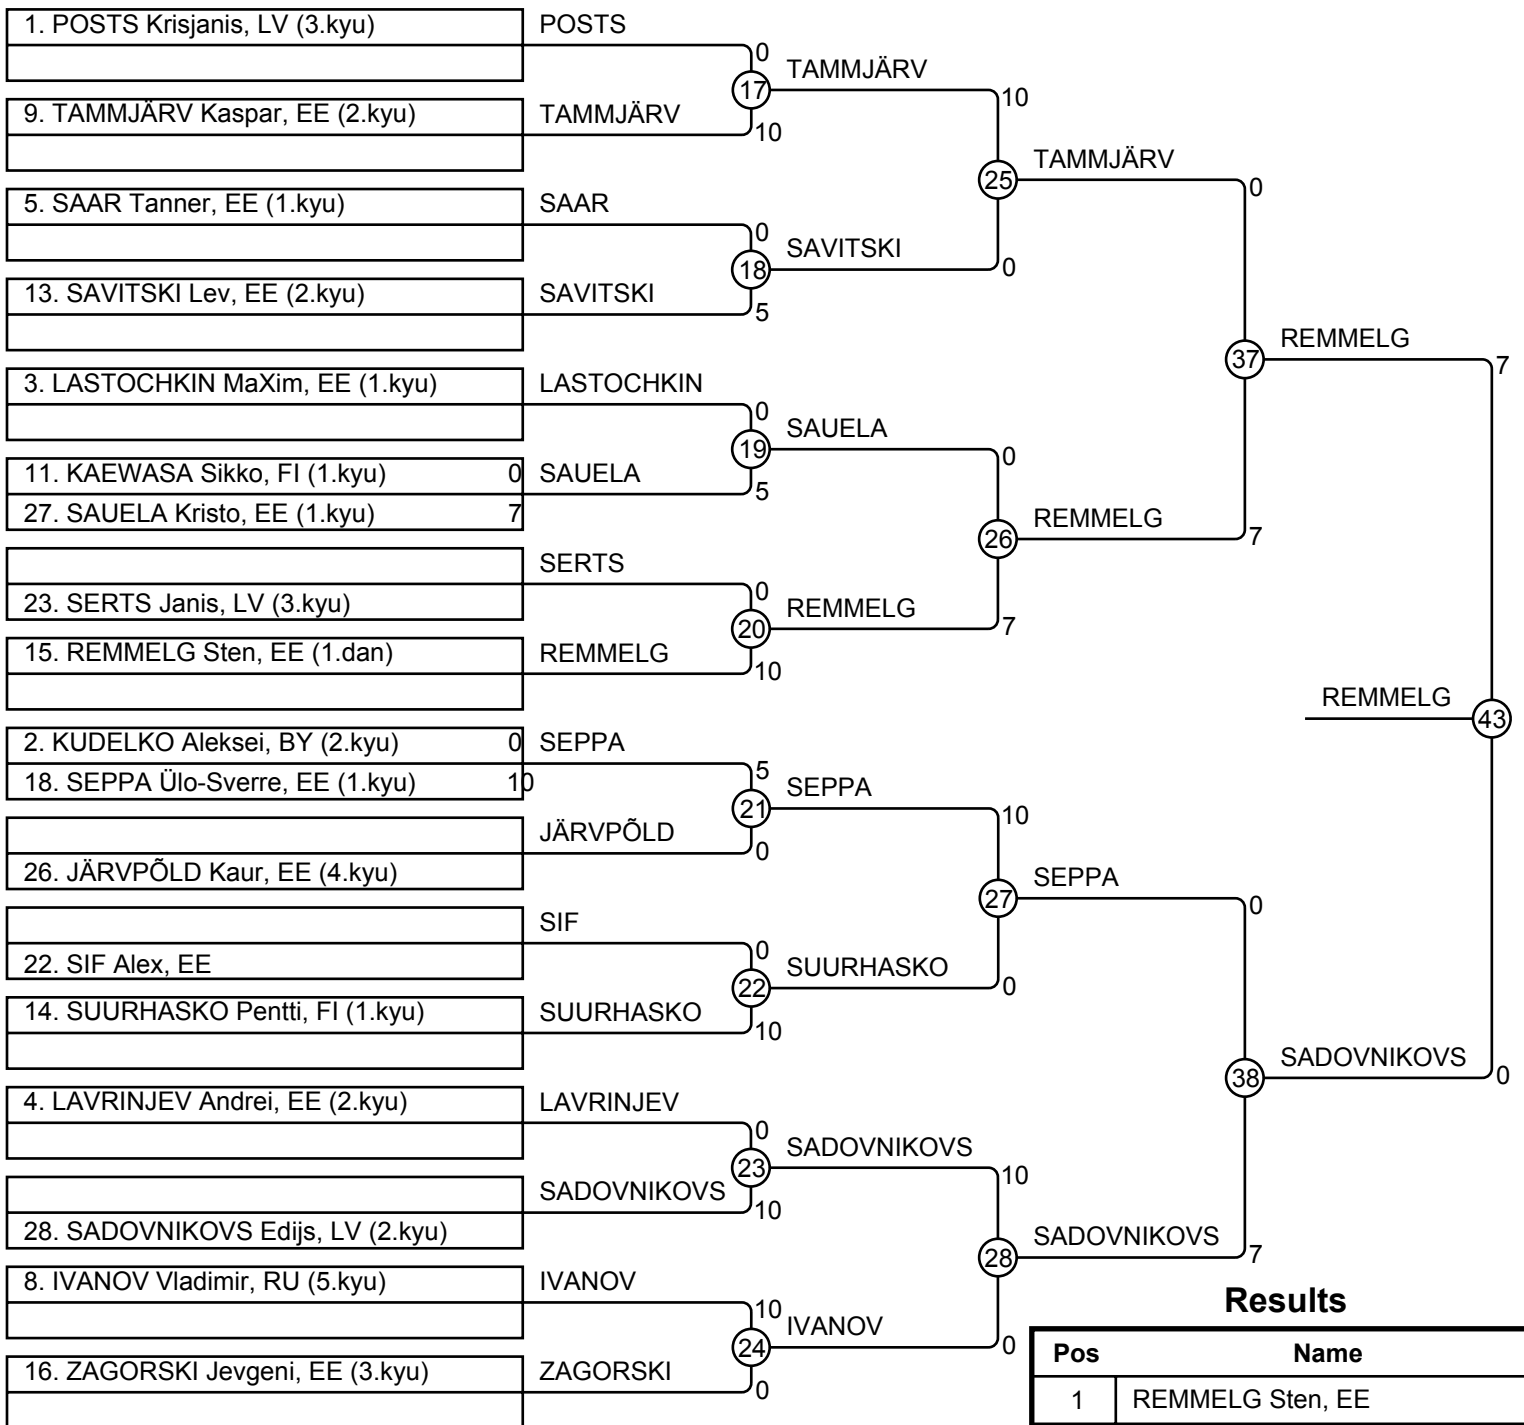 1. POSTS Krisjanis, LV (3.kyu)
POSTS
0
17
TAMMJÄRV
9. TAMMJÄRV Kaspar, EE (2.kyu)
TAMMJÄRV
10
10
25
TAMMJÄRV
0
5. SAAR Tanner, EE (1.kyu)
SAAR
0
18
SAVITSKI
0
13. SAVITSKI Lev, EE (2.kyu)
SAVITSKI
5
37
REMMELG
7
3. LASTOCHKIN MaXim, EE (1.kyu)
LASTOCHKIN
0
19
SAUELA
0
11. KAEWASA Sikko, FI (1.kyu) 0
SAUELA
5
27. SAUELA Kristo, EE (1.kyu) 7
26
REMMELG
7
SERTS
0
23. SERTS Janis, LV (3.kyu)
20
REMMELG
7
15. REMMELG Sten, EE (1.dan)
REMMELG
10
REMMELG
43
2. KUDELKO Aleksei, BY (2.kyu) 0
SEPPA
5
18. SEPPA Ülo-Sverre, EE (1.kyu) 10
21
SEPPA
10
JÄRVPÕLD
0
26. JÄRVPÕLD Kaur, EE (4.kyu)
27
SEPPA
0
SIF
0
22. SIF Alex, EE
22
SUURHASKO
0
14. SUURHASKO Pentti, FI (1.kyu)
SUURHASKO
10
38
SADOVNIKOVS
0
4. LAVRINJEV Andrei, EE (2.kyu)
LAVRINJEV
0
23
SADOVNIKOVS
10
SADOVNIKOVS
10
28. SADOVNIKOVS Edijs, LV (2.kyu)
28
SADOVNIKOVS
7
8. IVANOV Vladimir, RU (5.kyu)
IVANOV
10
24
IVANOV
0
16. ZAGORSKI Jevgeni, EE (3.kyu)
ZAGORSKI
0
Results
Pos Name
1 REMMELG Sten, EE